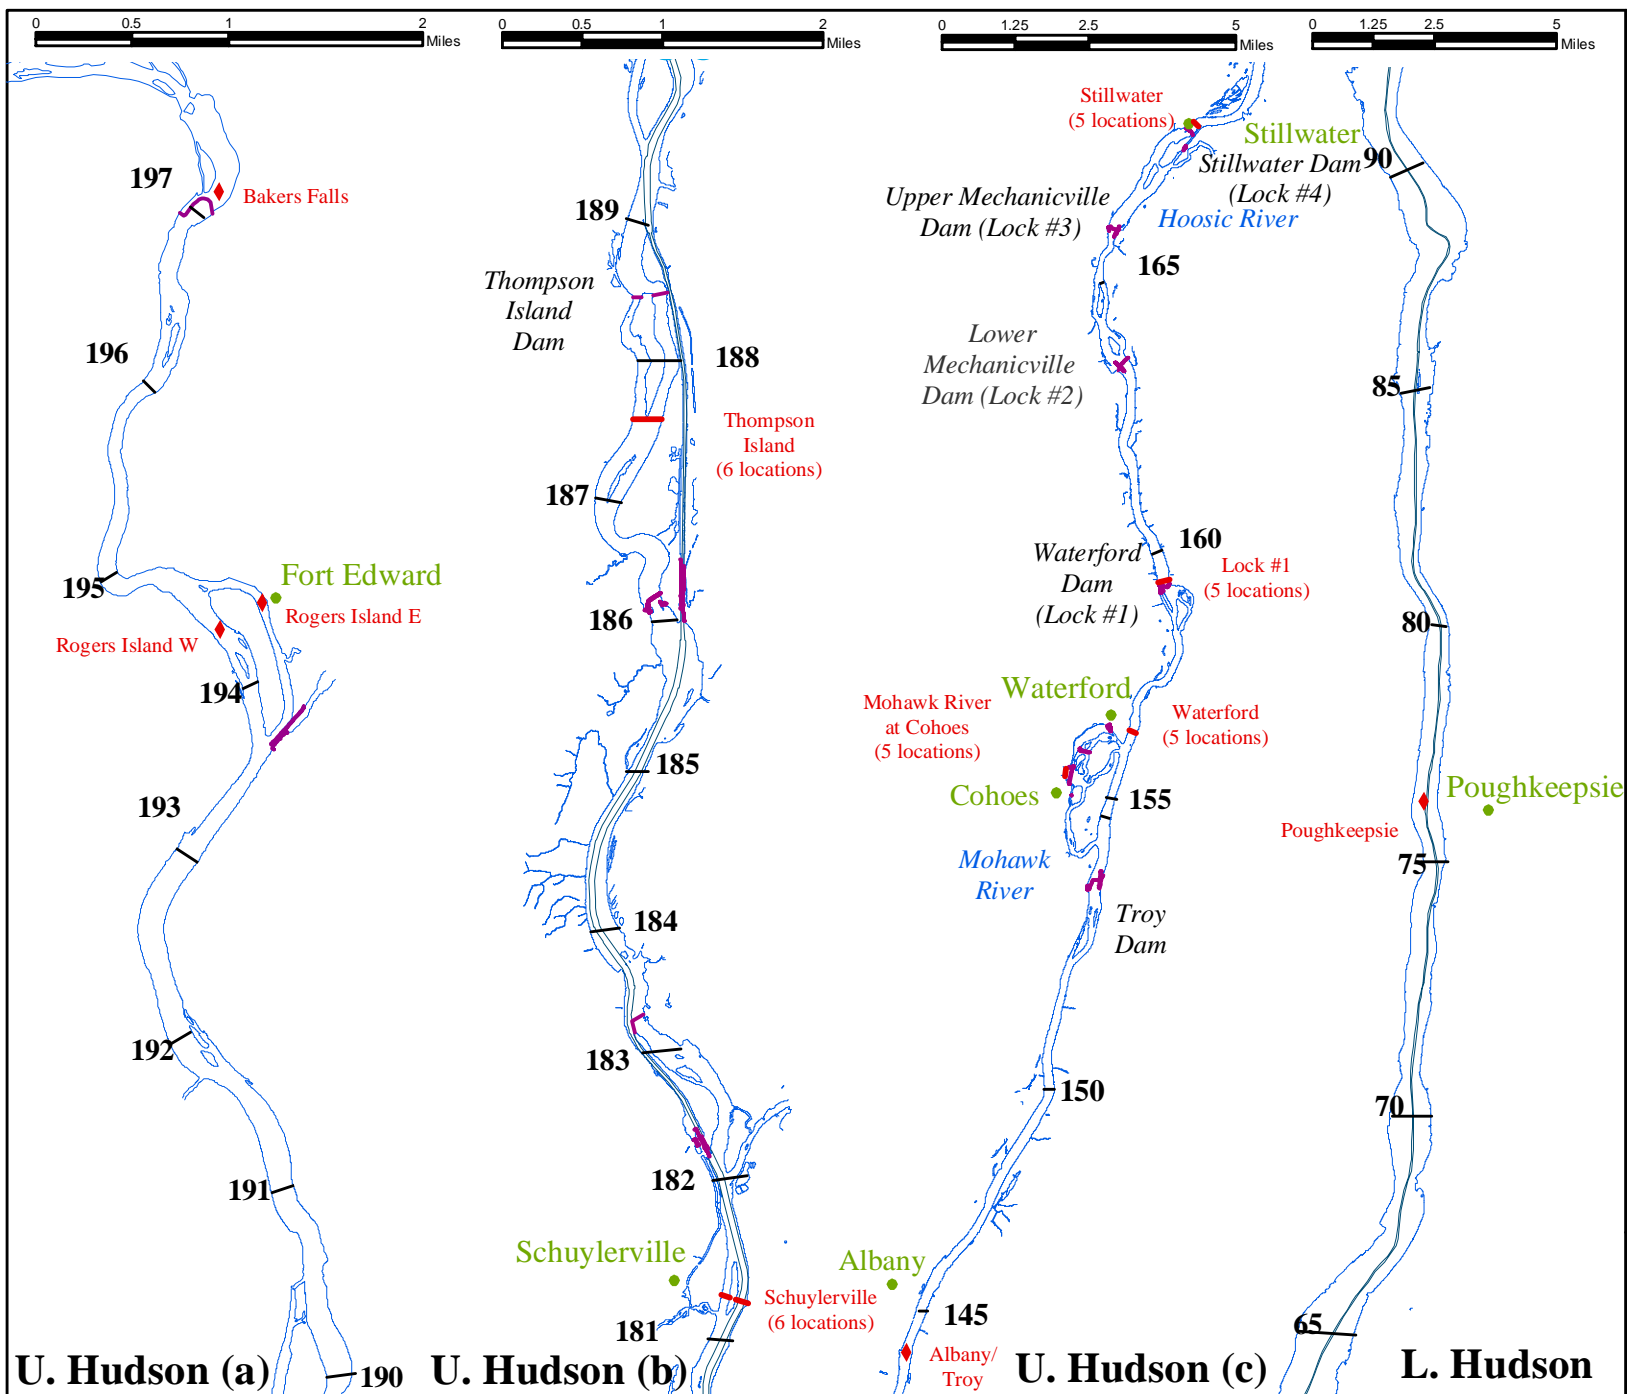 0 0.5 1 2 Miles
0 0.5 1 2 Miles
0 1.25 2.5 5 Miles
0 1.25 2.5 5 Miles
197
Bakers Falls
196
195
Fort Edward
Rogers Island E
Rogers Island W
194
193
192
191
190
U. Hudson (a)
189
Thompson
Island
Dam
188
Thompson
Island
(6 locations)
187
186
185
184
183
182
Schuylerville
Schuylerville
(6 locations)
181
U. Hudson (b)
Stillwater
(5 locations)
Stillwater
Stillwater Dam
(Lock #4)
Upper Mechanicville
Dam (Lock #3)
Hoosic River
165
Lower
Mechanicville
Dam (Lock #2)
160
Waterford
Dam
(Lock #1)
Lock #1
(5 locations)
Waterford
Mohawk River
at Cohoes
(5 locations)
Waterford
(5 locations)
Cohoes
155
Mohawk
River
Troy
Dam
150
Albany
145
Albany/
Troy
U. Hudson (c)
90
85
80
Poughkeepsie
Poughkeepsie
75
70
65
L. Hudson